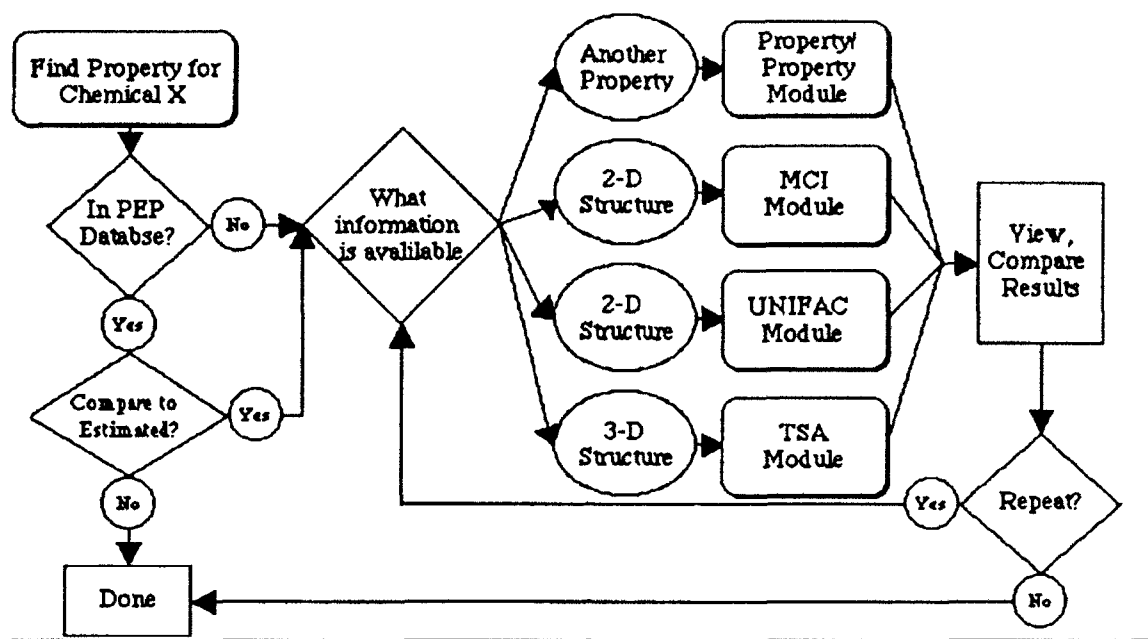 Find Property for
Chemical X
In PEP
Databse?
No
Yes
Compare to
Estimated?
Yes
No
Done
What
information
is avalilable
Another
Property
Property/
Property
Module
2-D
Structure
MCI
Module
2-D
Structure
UNIFAC
Module
3-D
Structure
TSA
Module
View,
Compare
Results
Repeat?
Yes
No